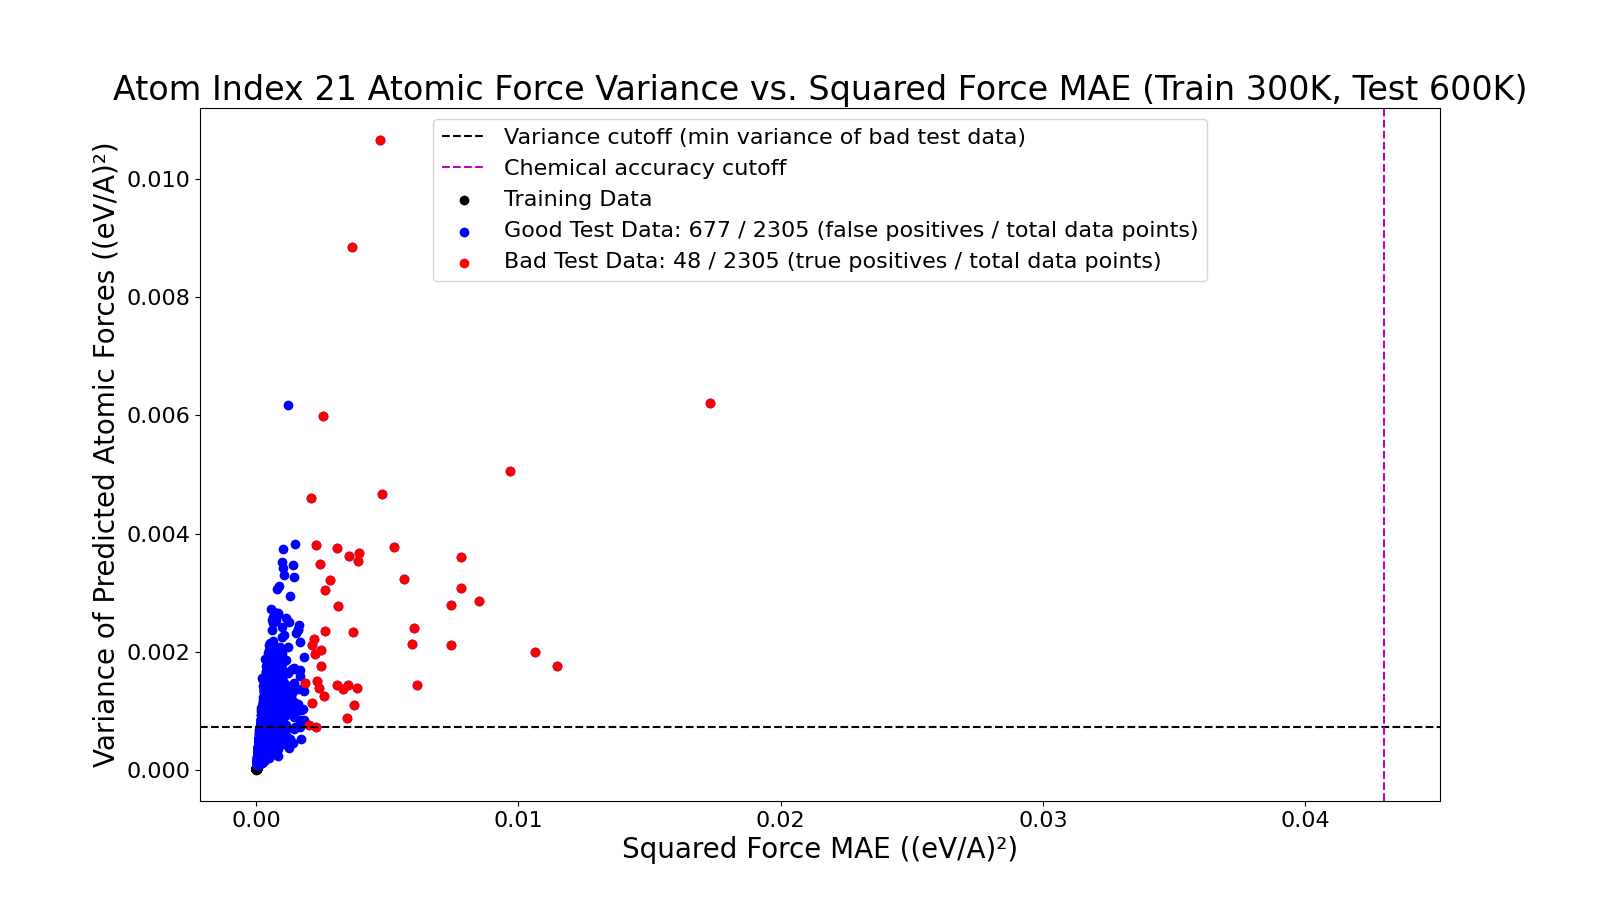 Atom Index 21 Atomic Force Variance vs. Squared Force MAE (Train 300K, Test 600K)
Variance cutoff (min variance of bad test data)
Chemical accuracy cutoff
Training Data
Good Test Data: 677 / 2305 (false positives / total data points)
Bad Test Data: 48 / 2305 (true positives / total data points)
Variance of Predicted Atomic Forces ((eV/A)²)
0.010
0.008
0.006
0.004
0.002
0.000
0.00 0.01 0.02 0.03 0.04
Squared Force MAE ((eV/A)²)